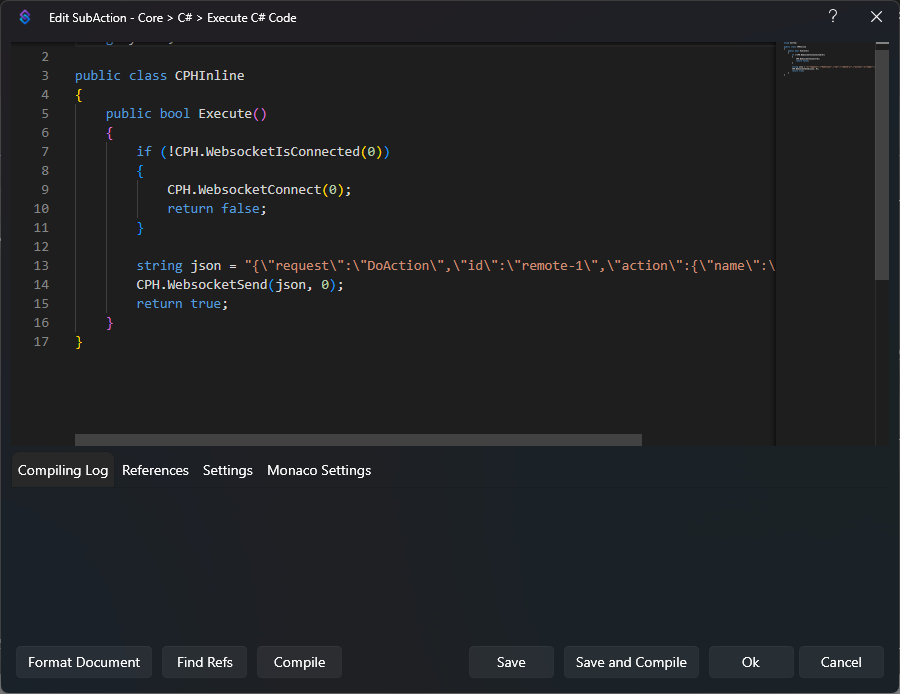 Edit SubAction - Core > C# > Execute C# Code
?
2
3 public class CPHInline
4 {
5 public bool Execute()
6 {
7 if (!CPH.WebsocketIsConnected(0))
8 {
9 CPH.WebsocketConnect(0);
10 return false;
11 }
12
13 string json = "{\"request\":\"DoAction\",\"id\":\"remote-1\",\"action\":{\"name\":\
14 CPH.WebsocketSend(json, 0);
15 return true;
16 }
17 }
Compiling Log References Settings Monaco Settings
Format Document Find Refs Compile Save Save and Compile Ok Cancel